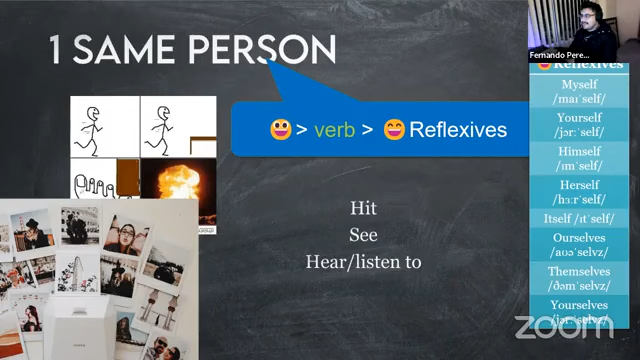 1 SAME PERSON
😀 > verb > 😄 Reflexives
Hit
See
Hear/listen to
Fernando Pere...
Reflexives
Myself
/maɪˈself/
Yourself
/jɔrːˈself/
Himself
/ɪmˈself/
Herself
/hɜːrˈself/
Itself /ɪtˈself/
Ourselves
/aʊəˈselvz/
Themselves
/ðəmˈselvz/
Yourselves
zoom